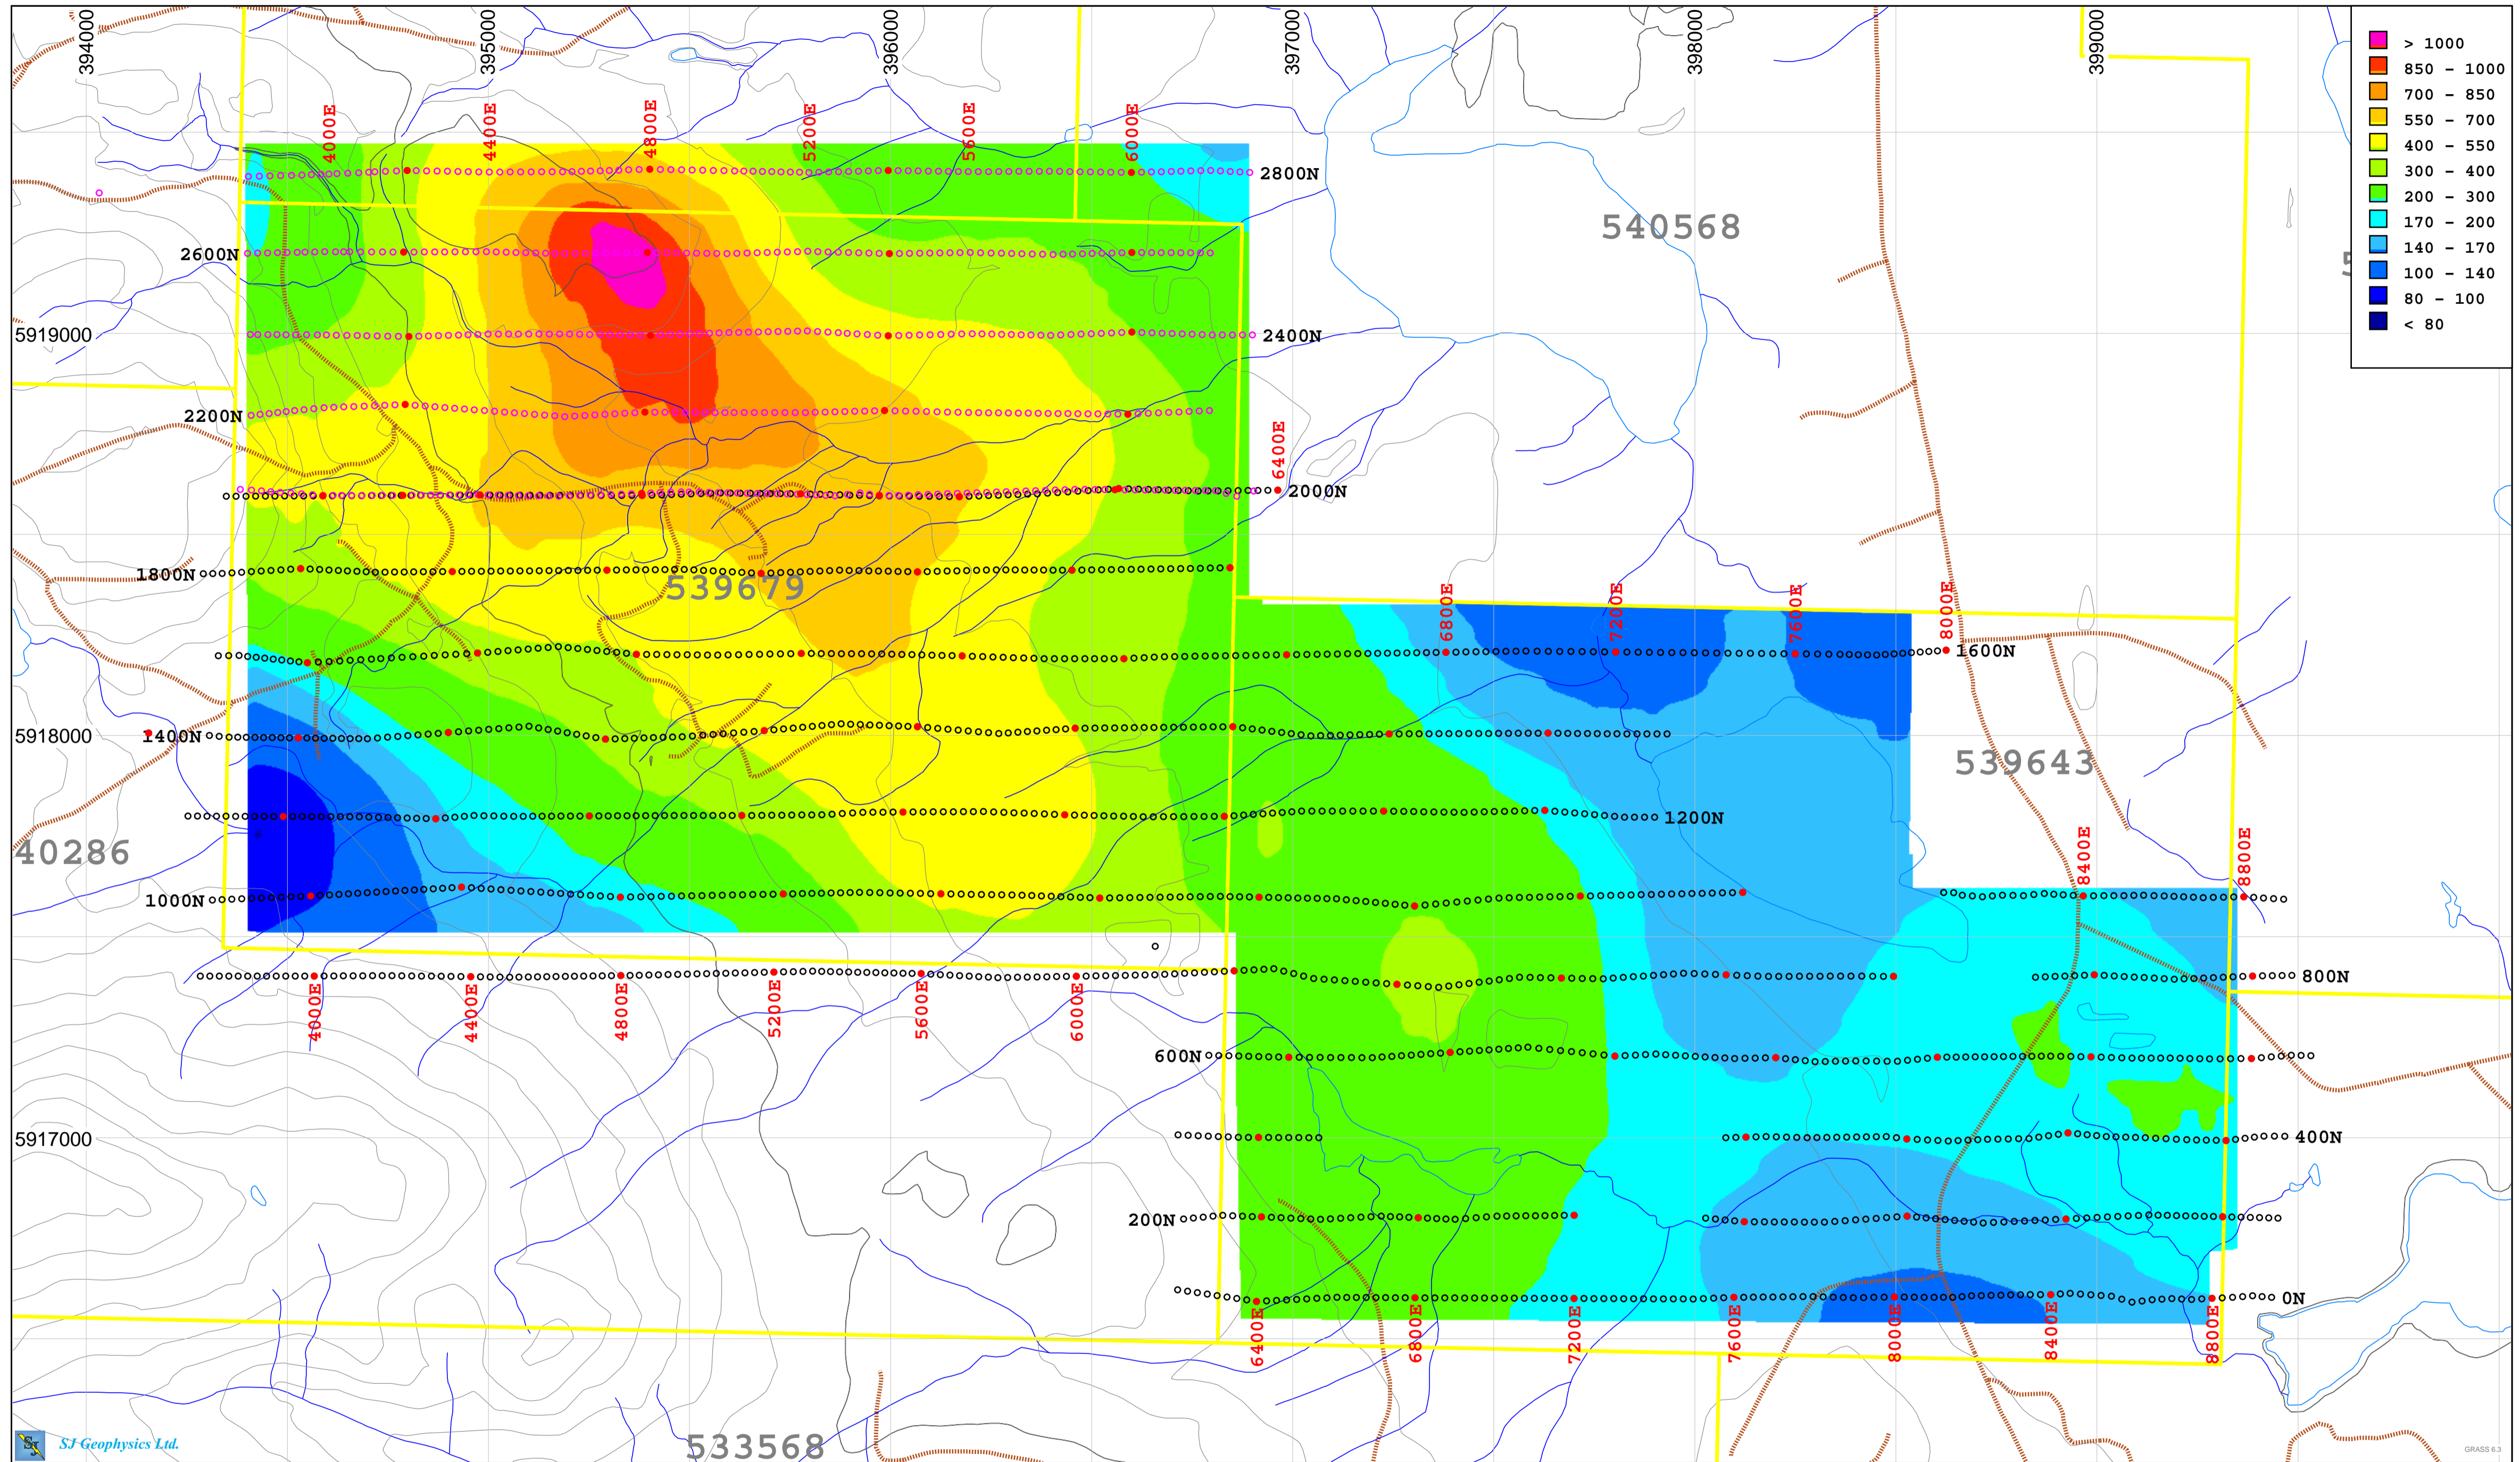 394000
395000
396000
397000
398000
399000
> 1000
850 - 1000
700 - 850
550 - 700
400 - 550
300 - 400
200 - 300
170 - 200
140 - 170
100 - 140
80 - 100
< 80
4000E
4400E
4800E
5200E
5600E
6000E
2800N
540568
2600N
5919000
2400N
2200N
6400E
2000N
1800N
539679
6800E
7200E
7600E
8000E
1600N
5918000
1400N
539643
1200N
40286
8400E
8800E
1000N
800N
4000E
4400E
4800E
5200E
5600E
6000E
600N
5917000
400N
200N
0N
6400E
6800E
7200E
7600E
8000E
8400E
8800E
SJ
SJ Geophysics Ltd.
533568
GRASS 6.3